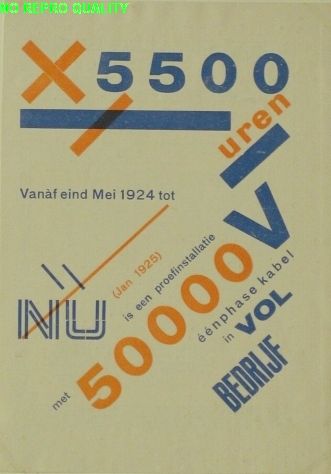 NO REPRO QUALITY
X 5500
uren
Vanàf eind Mei 1924 tot
NU
(Jan 1925)
is een proefinstallatie
met
50000 V
éénphase kabel
in VOL
BEDRIJF